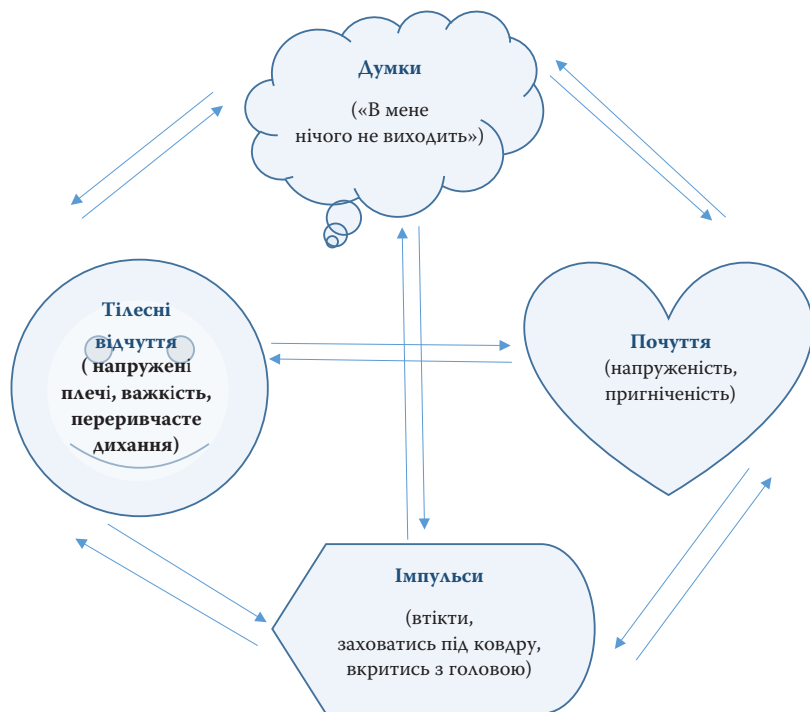 Думки
(«В мене
нічого не виходить»)
Тілесні
відчуття
( напружені
плечі, важкість,
переривчасте
дихання)
Почуття
(напруженість,
пригніченість)
Імпульси
(втікти,
заховатись під ковдру,
вкритись з головою)